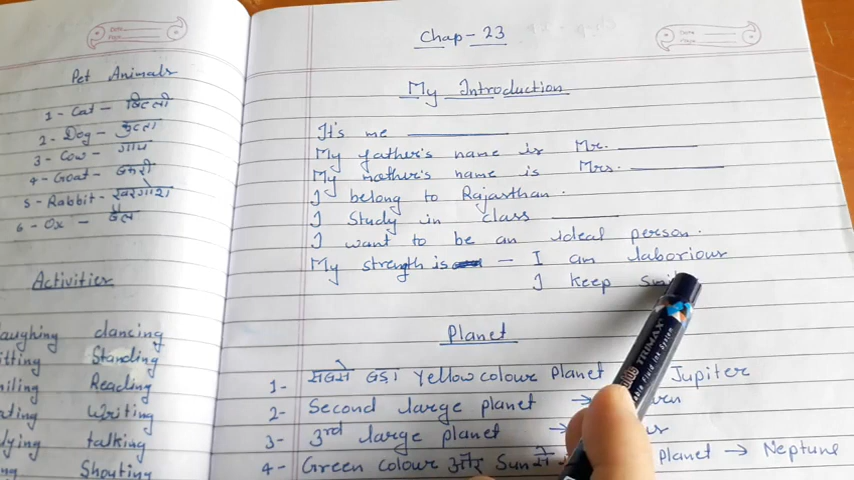 Pet Animals
1 - Cat - बिल्ली
2 - Dog - कुत्ता
3 - Cow - गाय
4 - Goat - बकरी
5 - Rabbit - खरगोश
6 - Ox - बैल
Activities
laughing dancing
Standing
Reading
Writing
talking
Shouting
Chap - 23
My Introduction
It's me
My father's name is Mr.
My mother's name is Mrs.
I belong to Rajasthan.
I Study in class
I want to be an ideal person.
My strength is - I am laborious
I keep
Planet
1 - सबसे बड़ा Yellow colour Planet Jupiter
2 - Second large planet →
3 - 3rd large planet →
4 - Green colour और Sun से Planet → Neptune
TRIMAX